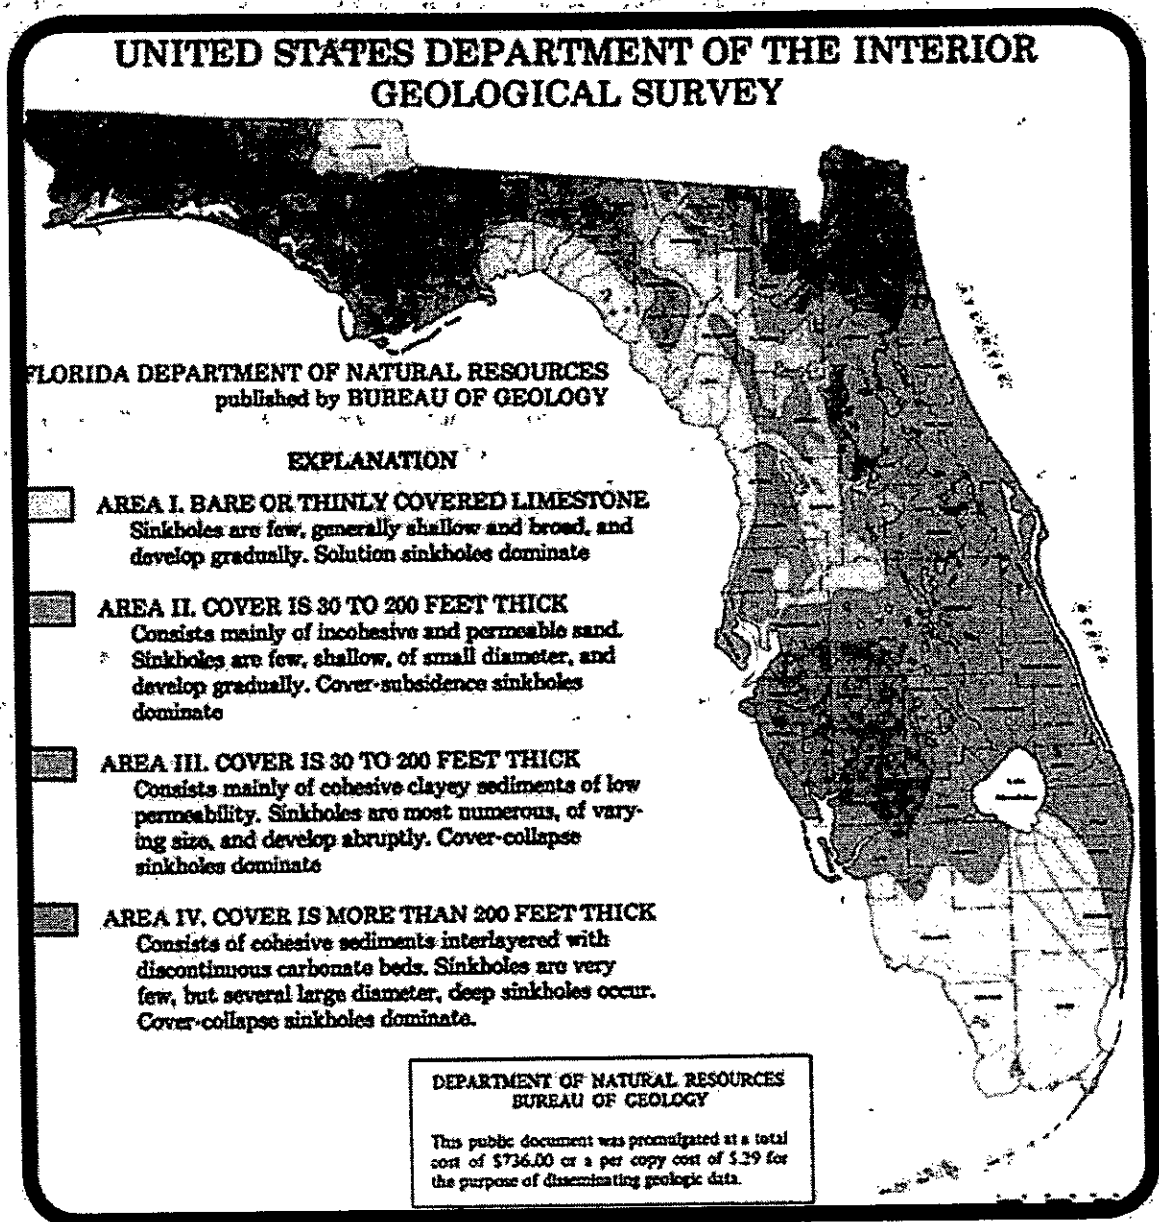 UNITED STATES DEPARTMENT OF THE INTERIOR
GEOLOGICAL SURVEY
ATLANTIC
OCEAN
FLORIDA DEPARTMENT OF NATURAL RESOURCES
published by BUREAU OF GEOLOGY
EXPLANATION
AREA I. BARE OR THINLY COVERED LIMESTONE
Sinkholes are few, generally shallow and broad, and
develop gradually. Solution sinkholes dominate
AREA II. COVER IS 30 TO 200 FEET THICK
Consists mainly of incohesive and permeable sand.
Sinkholes are few, shallow, of small diameter, and
develop gradually. Cover-subsidence sinkholes
dominate
AREA III. COVER IS 30 TO 200 FEET THICK
Consists mainly of cohesive clayey sediments of low
permeability. Sinkholes are most numerous, of vary-
ing size, and develop abruptly. Cover-collapse
sinkholes dominate
AREA IV. COVER IS MORE THAN 200 FEET THICK
Consists of cohesive sediments interlayered with
discontinuous carbonate beds. Sinkholes are very
few, but several large diameter, deep sinkholes occur.
Cover-collapse sinkholes dominate.
DEPARTMENT OF NATURAL RESOURCES
BUREAU OF GEOLOGY
This public document was promulgated at a total
cost of $736.00 or a per copy cost of $.29 for
the purpose of disseminating geologic data.